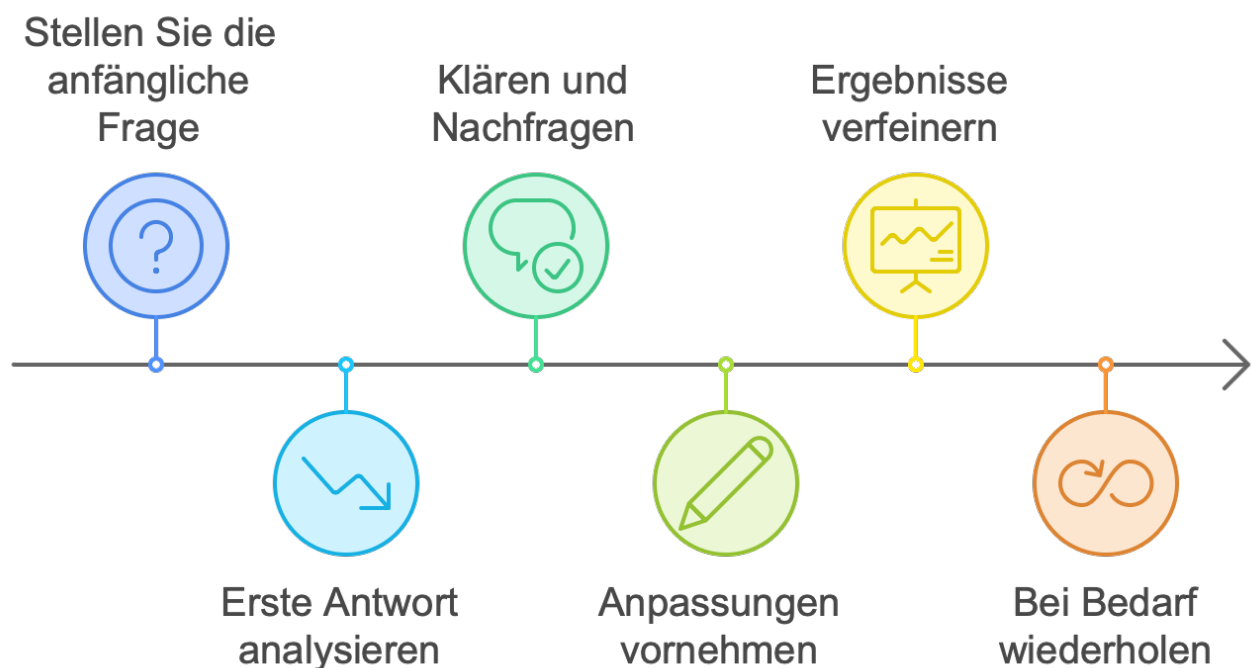 Stellen Sie die
anfängliche
Frage
Erste Antwort
analysieren
Klären und
Nachfragen
Anpassungen
vornehmen
Ergebnisse
verfeinern
Bei Bedarf
wiederholen